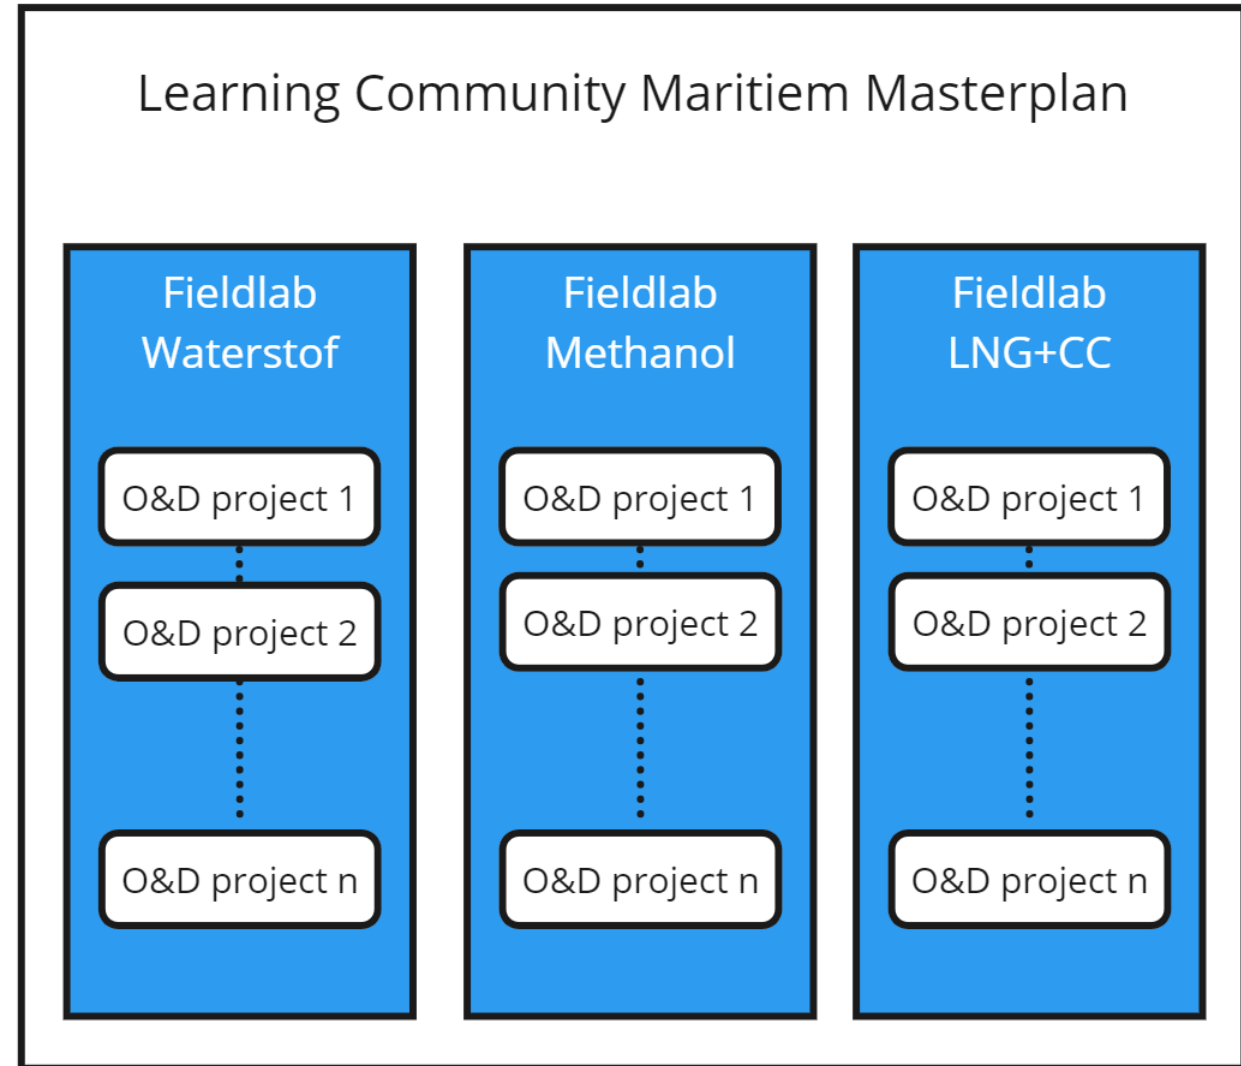 Learning Community Maritiem Masterplan
Fieldlab
Waterstof
O&D project 1
O&D project 2
O&D project n
Fieldlab
Methanol
O&D project 1
O&D project 2
O&D project n
Fieldlab
LNG+CC
O&D project 1
O&D project 2
O&D project n